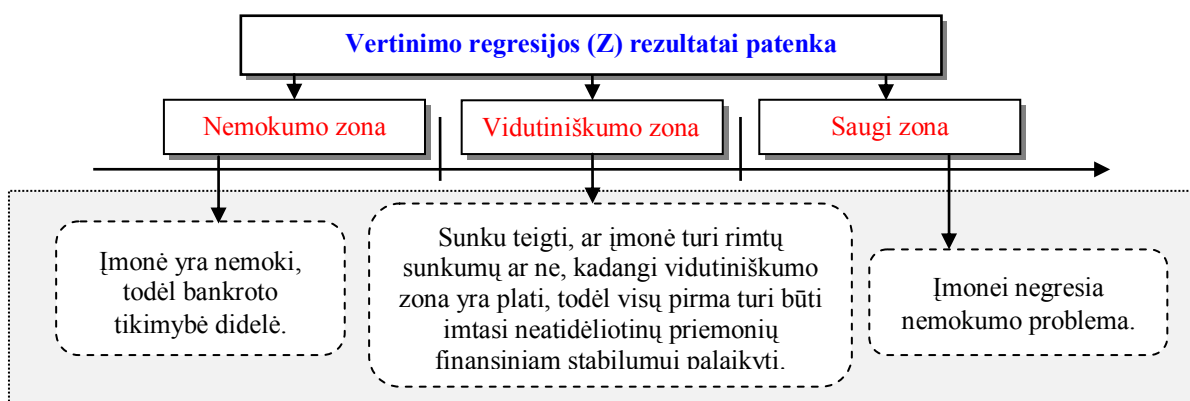 Vertinimo regresijos (Z) rezultatai patenka
Nemokumo zona
Vidutiniškumo zona
Saugi zona
Įmonė yra nemoki,
todėl bankroto
tikimybė didelė.
Sunku teigti, ar įmonė turi rimtų
sunkumų ar ne, kadangi vidutiniškumo
zona yra plati, todėl visų pirma turi būti
imtasi neatidėliotinų priemonių
finansiniam stabilumui palaikyti.
Įmonei negresia
nemokumo problema.